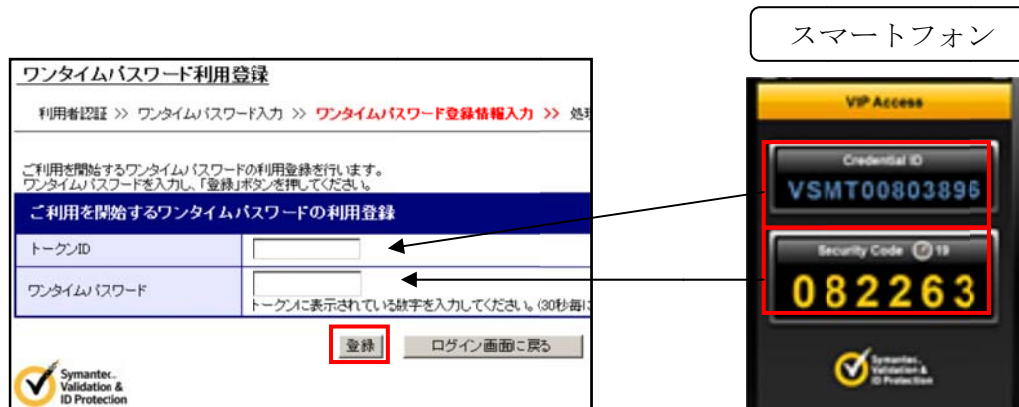 スマートフォン
ワンタイムパスワード利用登録
利用者認証 >> ワンタイムパスワード入力 >> ワンタイムパスワード登録情報入力 >> 処理
ご利用を開始するワンタイムパスワードの利用登録を行います。
ワンタイムパスワードを入力し、「登録」ボタンを押してください。
ご利用を開始するワンタイムパスワードの利用登録
トークンID
ワンタイムパスワード
トークンに表示されている数字を入力してください。(30秒毎に
登録
ログイン画面に戻る
Symantec.
Validation &
ID Protection
VIP Access
Credential ID
VSMT00803896
Security Code 19
082263
Symantec.
Validation &
ID Protection